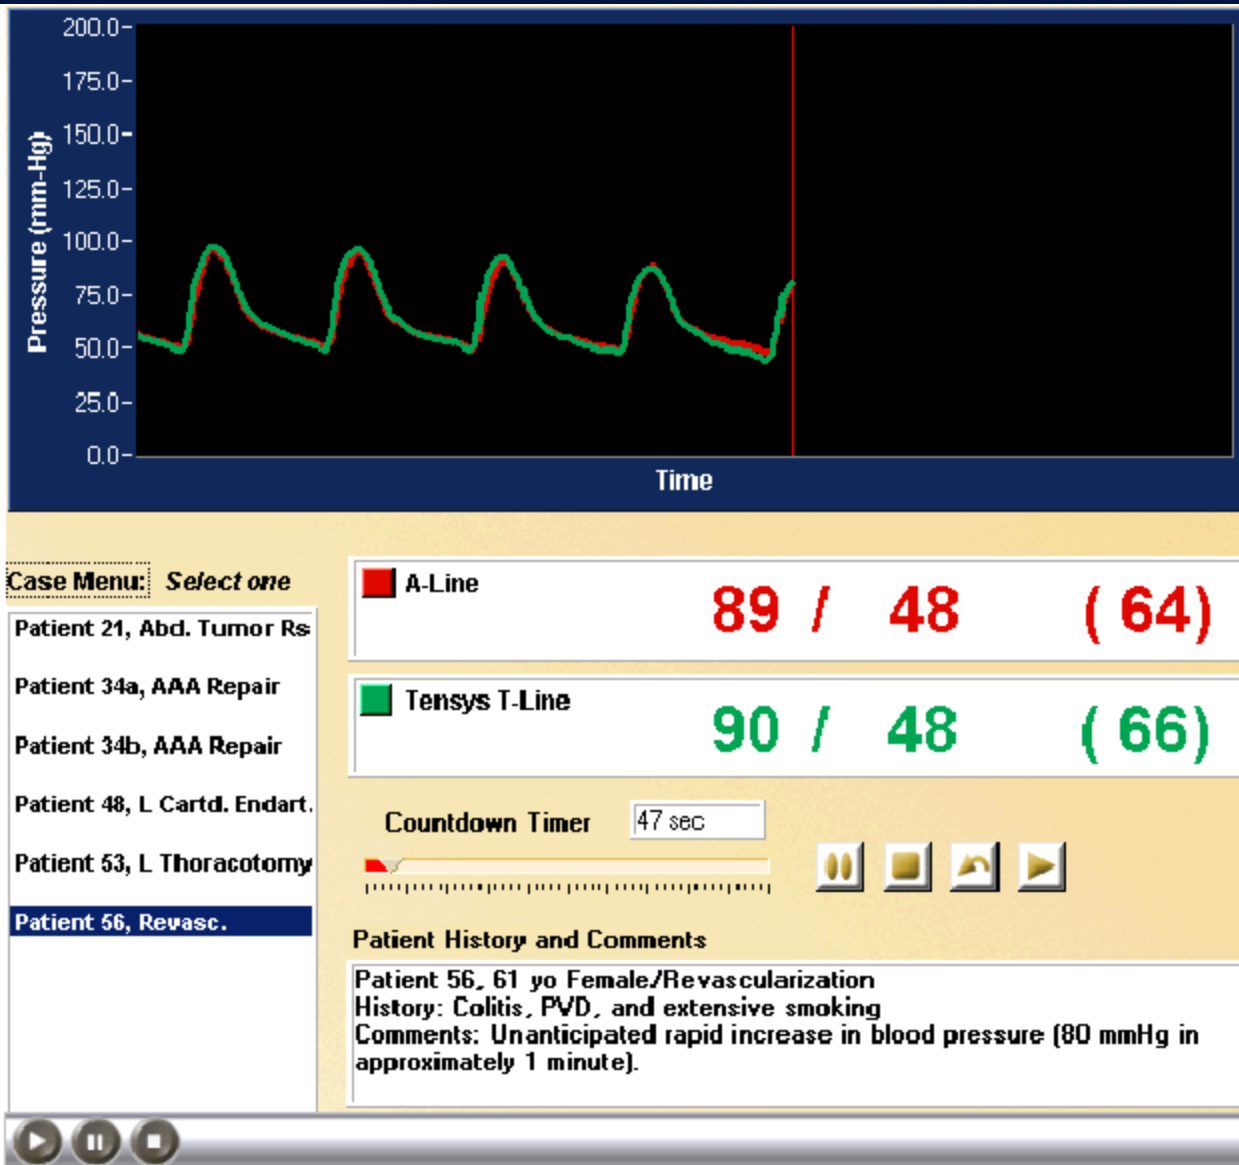 200.0-
175.0-
150.0-
125.0-
100.0-
75.0-
50.0-
25.0-
0.0-
Pressure (mm-Hg)
Time
Case Menu: Select one
Patient 21, Abd. Tumor Rs
Patient 34a, AAA Repair
Patient 34b, AAA Repair
Patient 48, L Cartd. Endart.
Patient 53, L Thoracotomy
Patient 56, Revasc.
A-Line
89 / 48 (64)
Tensys T-Line
90 / 48 (66)
Countdown Timer 47 sec
Patient History and Comments
Patient 56, 61 yo Female/Revascularization
History: Colitis, PVD, and extensive smoking
Comments: Unanticipated rapid increase in blood pressure (80 mmHg in
approximately 1 minute).